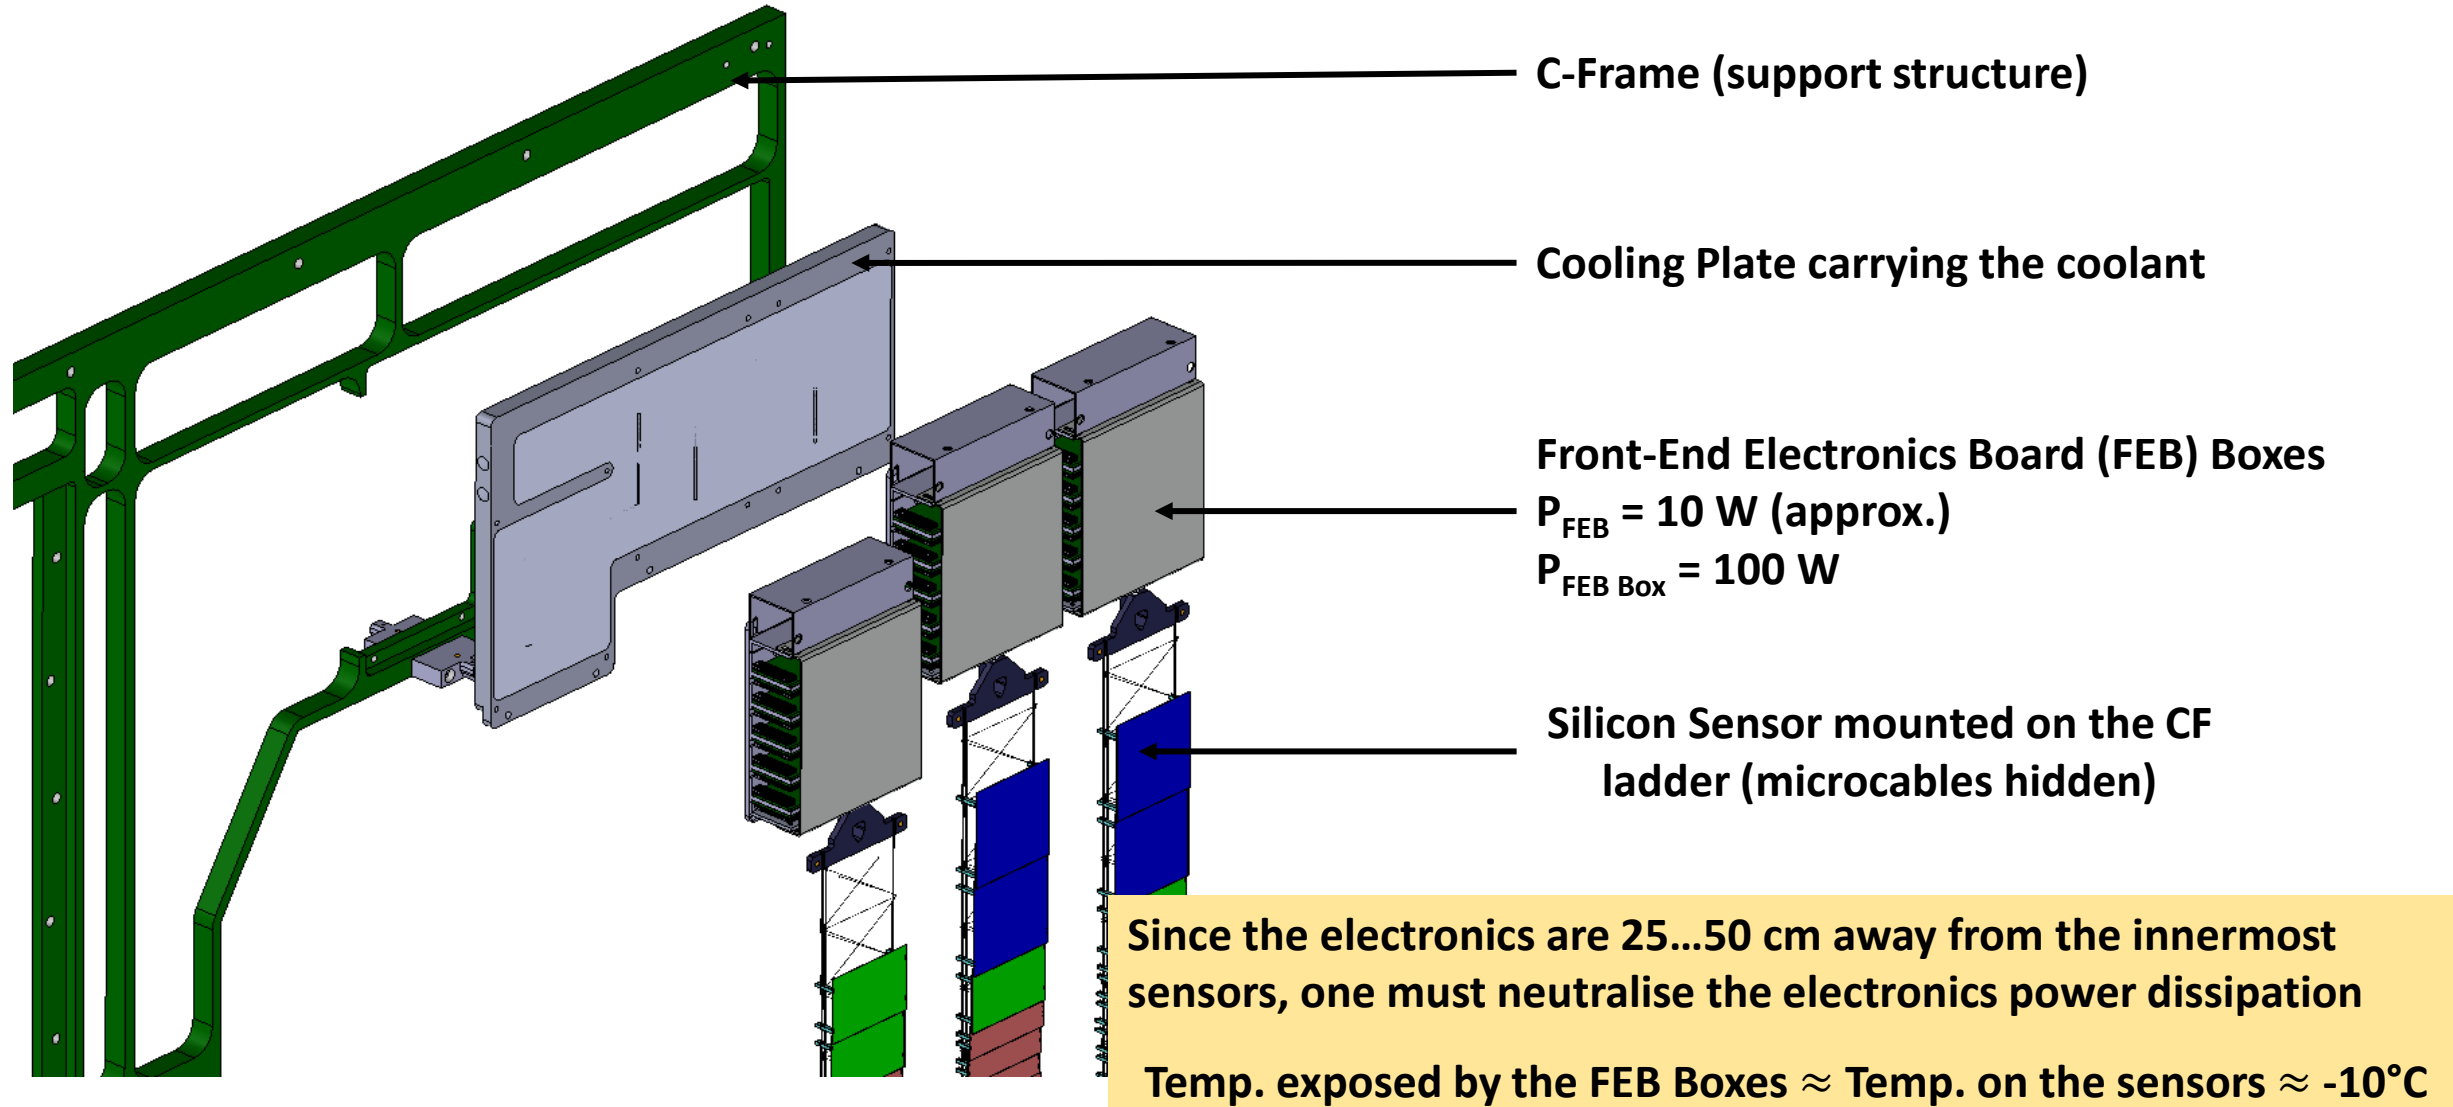 C-Frame (support structure)
Cooling Plate carrying the coolant
Front-End Electronics Board (FEB) Boxes
P_FEB = 10 W (approx.)
P_FEB Box = 100 W
Silicon Sensor mounted on the CF
ladder (microcables hidden)
Since the electronics are 25...50 cm away from the innermost
sensors, one must neutralise the electronics power dissipation
Temp. exposed by the FEB Boxes ≈ Temp. on the sensors ≈ -10°C